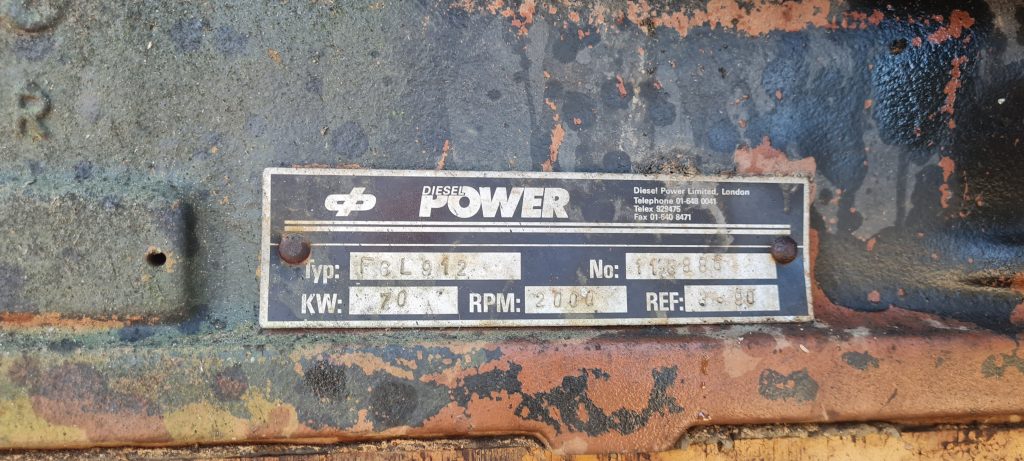 R
dp
DIESEL
POWER
Diesel Power Limited, London
Telephone 01-648 0041
Telex 929475
Fax 01-640 8471
Typ: F6L912 No:
KW: 70 RPM: 2000 REF: